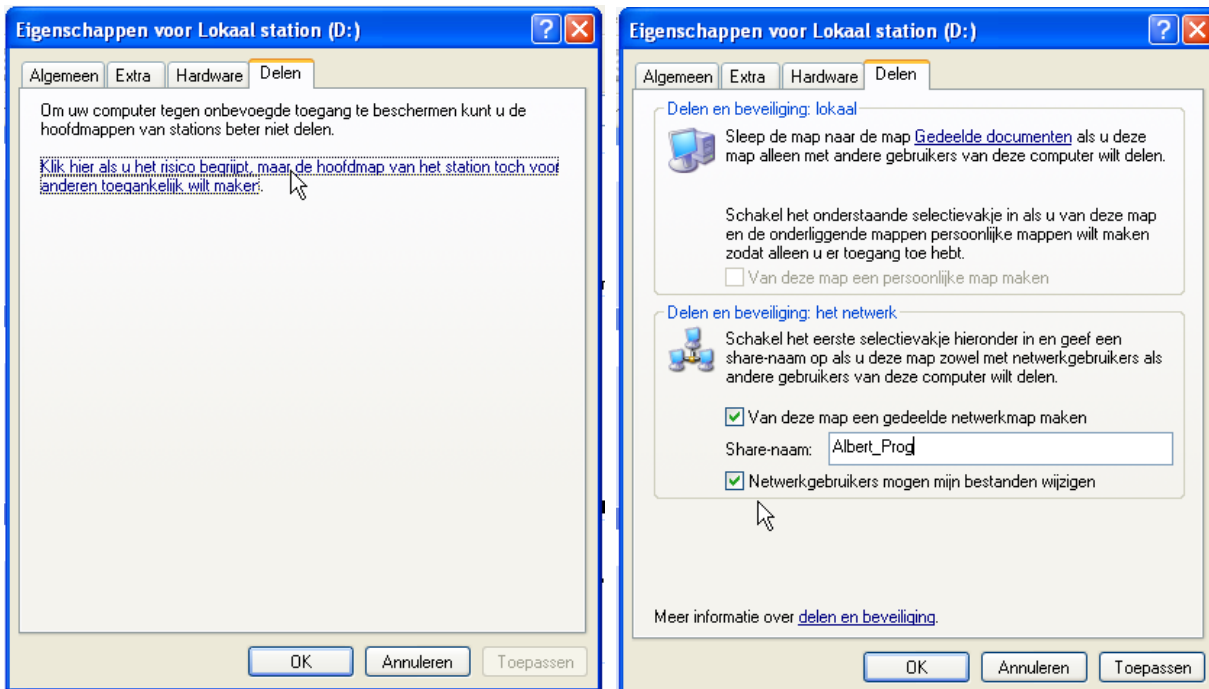 Eigenschappen voor Lokaal station (D:)
Algemeen Extra Hardware Delen
Om uw computer tegen onbevoegde toegang te beschermen kunt u de
hoofdmappen van stations beter niet delen.
Klik hier als u het risico begrijpt, maar de hoofdmap van het station toch voor
anderen toegankelijk wilt maken.
OK Annuleren Toepassen
Eigenschappen voor Lokaal station (D:)
Algemeen Extra Hardware Delen
Delen en beveiliging: lokaal
Sleep de map naar de map Gedeelde documenten als u deze
map alleen met andere gebruikers van deze computer wilt delen.
Schakel het onderstaande selectievakje in als u van deze map
en de onderliggende mappen persoonlijke mappen wilt maken
zodat alleen u er toegang toe hebt.
Van deze map een persoonlijke map maken
Delen en beveiliging: het netwerk
Schakel het eerste selectievakje hieronder in en geef een
share-naam op als u deze map zowel met netwerkgebruikers als
andere gebruikers van deze computer wilt delen.
Van deze map een gedeelde netwerkmap maken
Share-naam: Albert_Prog
Netwerkgebruikers mogen mijn bestanden wijzigen
Meer informatie over delen en beveiliging.
OK Annuleren Toepassen